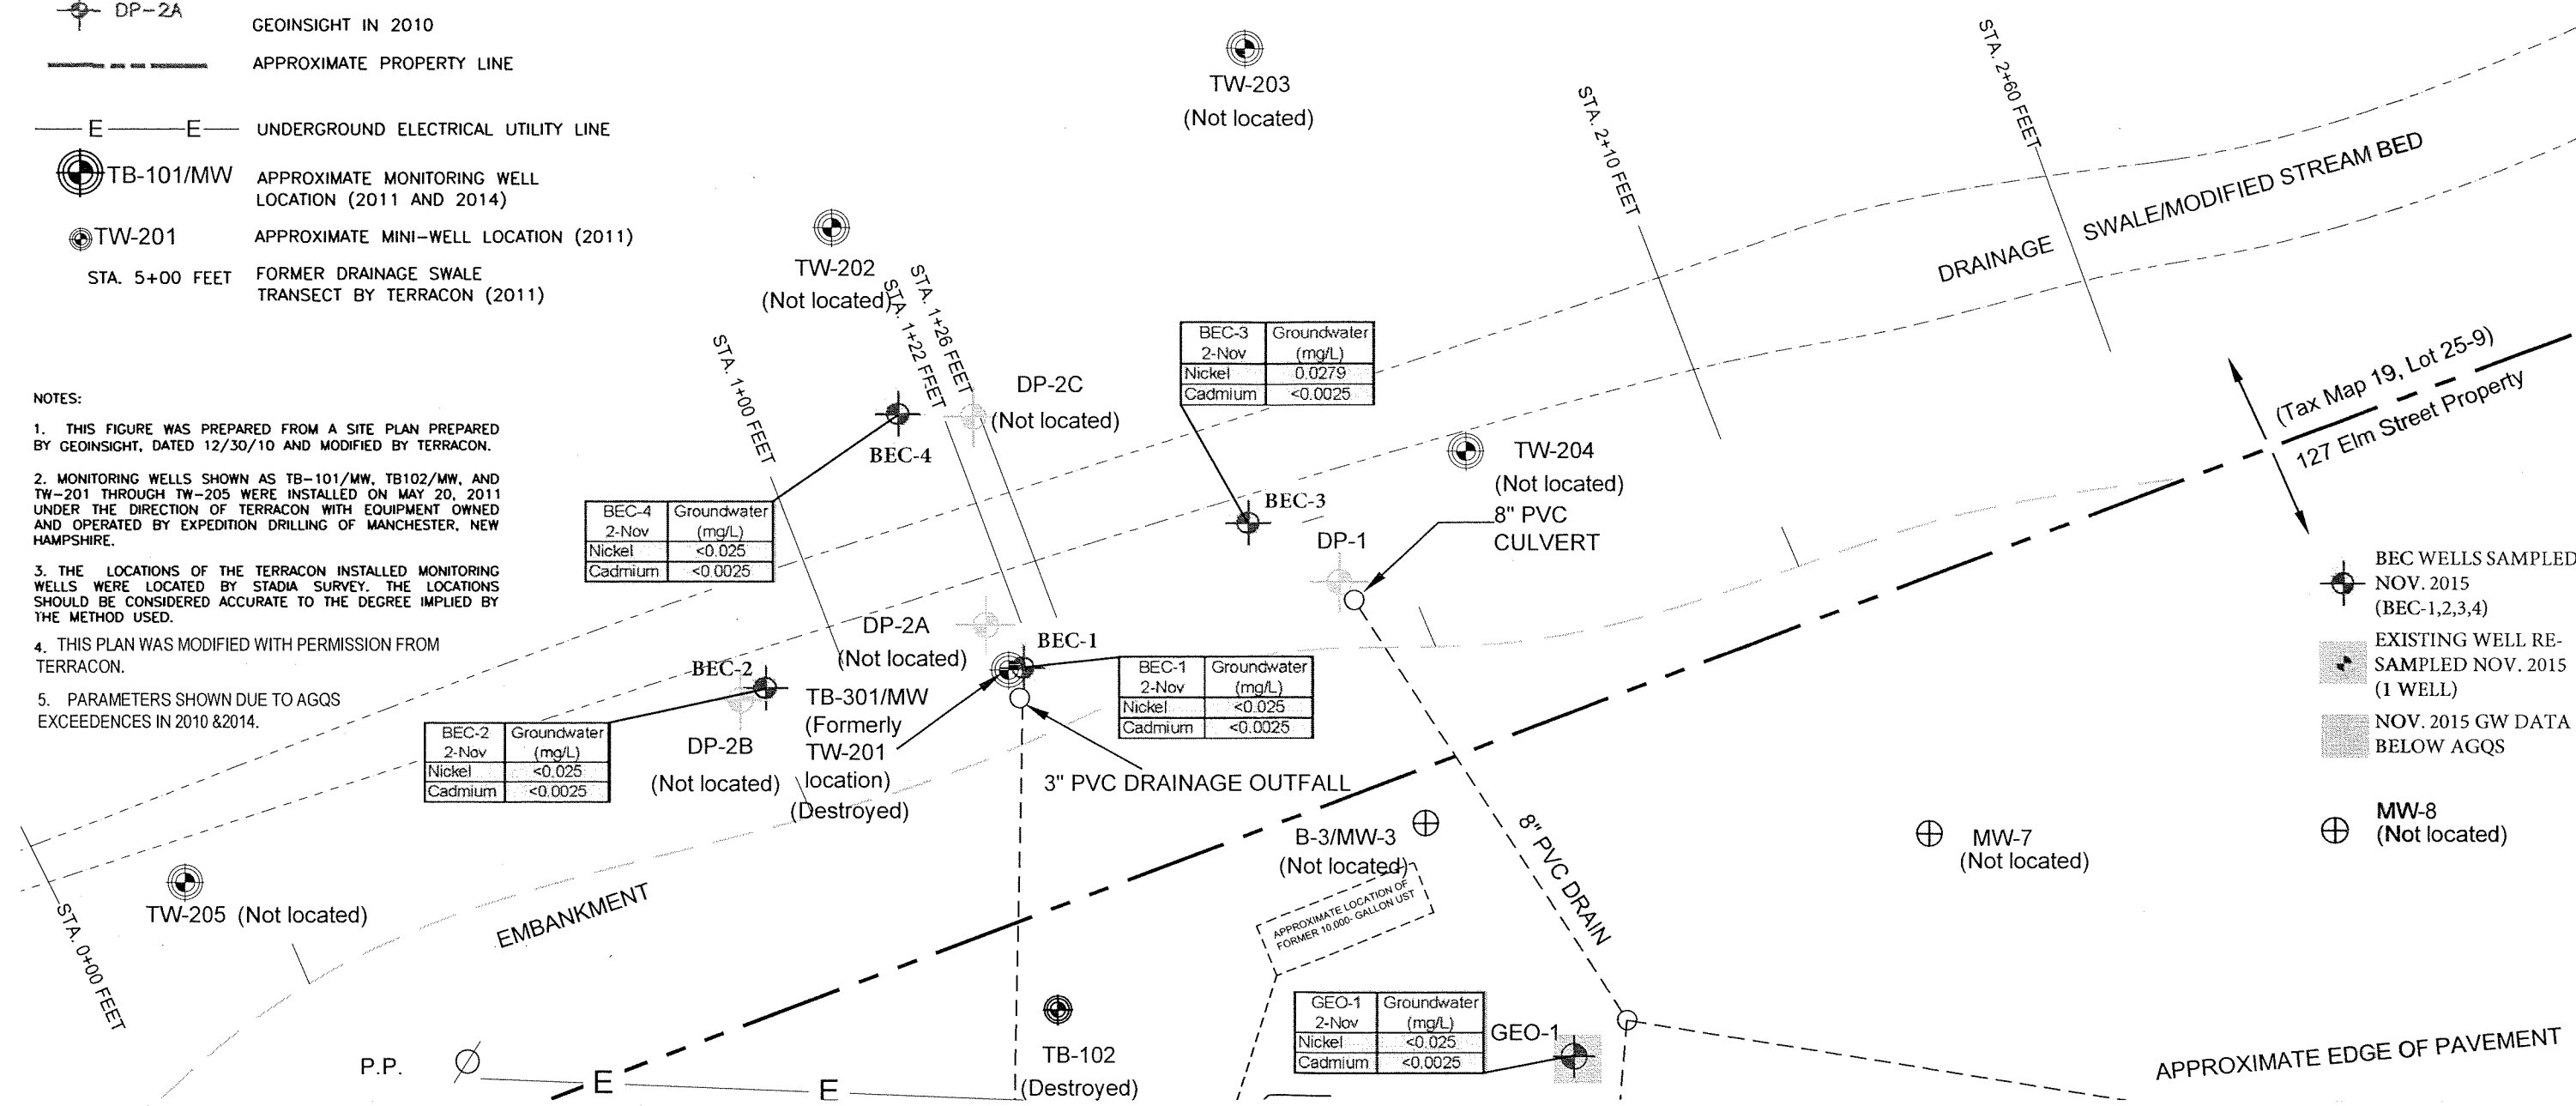 DP-2A
GEOINSIGHT IN 2010
APPROXIMATE PROPERTY LINE
E E UNDERGROUND ELECTRICAL UTILITY LINE
TB-101/MW APPROXIMATE MONITORING WELL
LOCATION (2011 AND 2014)
TW-201 APPROXIMATE MINI-WELL LOCATION (2011)
STA. 5+00 FEET FORMER DRAINAGE SWALE
TRANSECT BY TERRACON (2011)
NOTES:
1. THIS FIGURE WAS PREPARED FROM A SITE PLAN PREPARED
BY GEOINSIGHT, DATED 12/30/10 AND MODIFIED BY TERRACON.
2. MONITORING WELLS SHOWN AS TB-101/MW, TB102/MW, AND
TW-201 THROUGH TW-205 WERE INSTALLED ON MAY 20, 2011
UNDER THE DIRECTION OF TERRACON WITH EQUIPMENT OWNED
AND OPERATED BY EXPEDITION DRILLING OF MANCHESTER, NEW
HAMPSHIRE.
3. THE LOCATIONS OF THE TERRACON INSTALLED MONITORING
WELLS WERE LOCATED BY STADIA SURVEY. THE LOCATIONS
SHOULD BE CONSIDERED ACCURATE TO THE DEGREE IMPLIED BY
THE METHOD USED.
4. THIS PLAN WAS MODIFIED WITH PERMISSION FROM
TERRACON.
5. PARAMETERS SHOWN DUE TO AGQS
EXCEEDENCES IN 2010 &2014.
TW-203
(Not located)
TW-202
(Not located)
STA. 1+00 FEET
STA. 1+22 FEET
STA. 1+26 FEET
STA. 2+10 FEET
STA. 2+60 FEET
DRAINAGE SWALE/MODIFIED STREAM BED
DP-2C
(Not located)
BEC-4
BEC-3 Groundwater
2-Nov (mg/L)
Nickel 0.0279
Cadmium <0.0025
BEC-3
TW-204
(Not located)
8" PVC
CULVERT
DP-1
BEC-4 Groundwater
2-Nov (mg/L)
Nickel <0.025
Cadmium <0.0025
(Tax Map 19, Lot 25-9)
127 Elm Street Property
BEC WELLS SAMPLED
NOV. 2015
(BEC-1,2,3,4)
EXISTING WELL RE-
SAMPLED NOV. 2015
(1 WELL)
NOV. 2015 GW DATA
BELOW AGQS
DP-2A
(Not located)
BEC-1
BEC-1 Groundwater
2-Nov (mg/L)
Nickel <0.025
Cadmium <0.0025
BEC-2
DP-2B
(Not located)
TB-301/MW
(Formerly
TW-201
location)
(Destroyed)
BEC-2 Groundwater
2-Nov (mg/L)
Nickel <0.025
Cadmium <0.0025
3" PVC DRAINAGE OUTFALL
B-3/MW-3
(Not located)
8" PVC DRAIN
MW-7
(Not located)
MW-8
(Not located)
TW-205 (Not located)
STA. 0+00 FEET
EMBANKMENT
APPROXIMATE LOCATION OF
FORMER 10,000- GALLON UST
GEO-1 Groundwater
2-Nov (mg/L)
Nickel <0.025
Cadmium <0.0025
GEO-1
P.P.
E E
TB-102
(Destroyed)
APPROXIMATE EDGE OF PAVEMENT